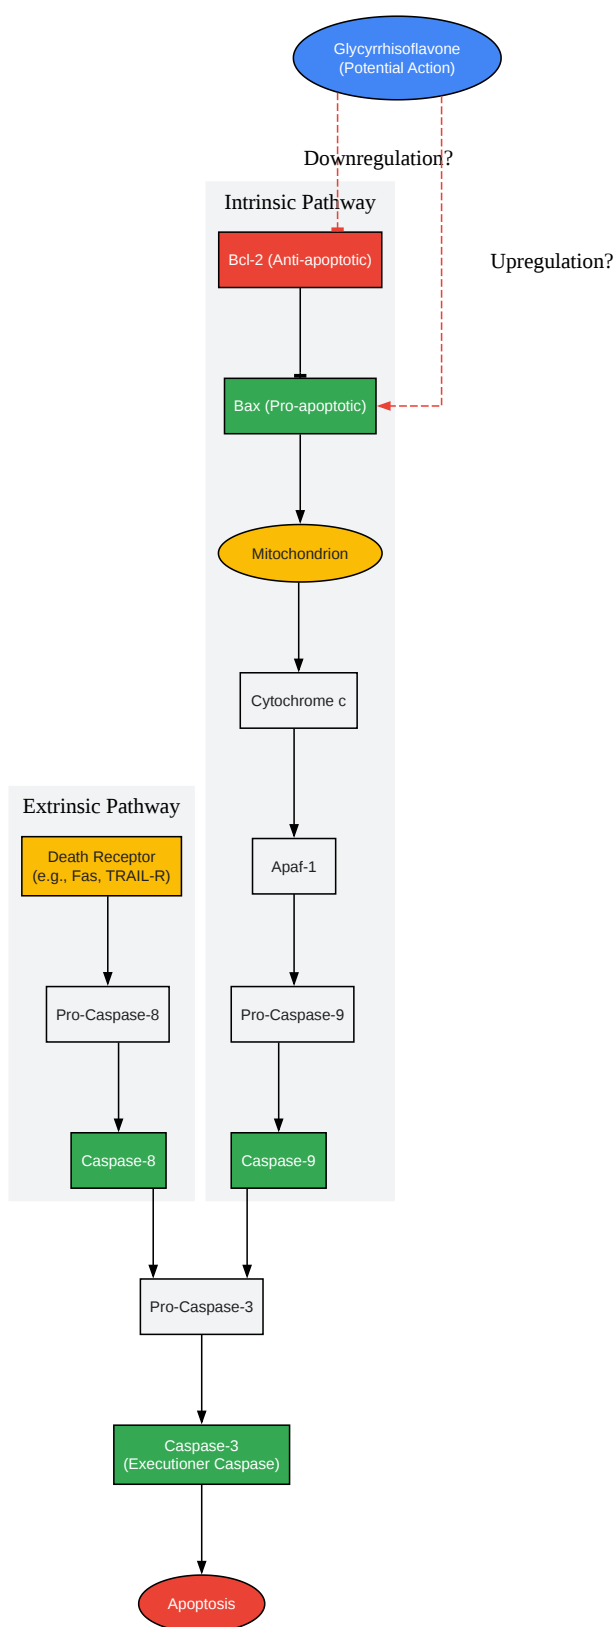 Glycyrrhisoflavone
(Potential Action)
Downregulation?
Intrinsic Pathway
Bcl-2 (Anti-apoptotic)
Upregulation?
Bax (Pro-apoptotic)
Mitochondrion
Cytochrome c
Extrinsic Pathway
Death Receptor
(e.g., Fas, TRAIL-R)
Apaf-1
Pro-Caspase-8
Pro-Caspase-9
Caspase-8
Caspase-9
Pro-Caspase-3
Caspase-3
(Executioner Caspase)
Apoptosis